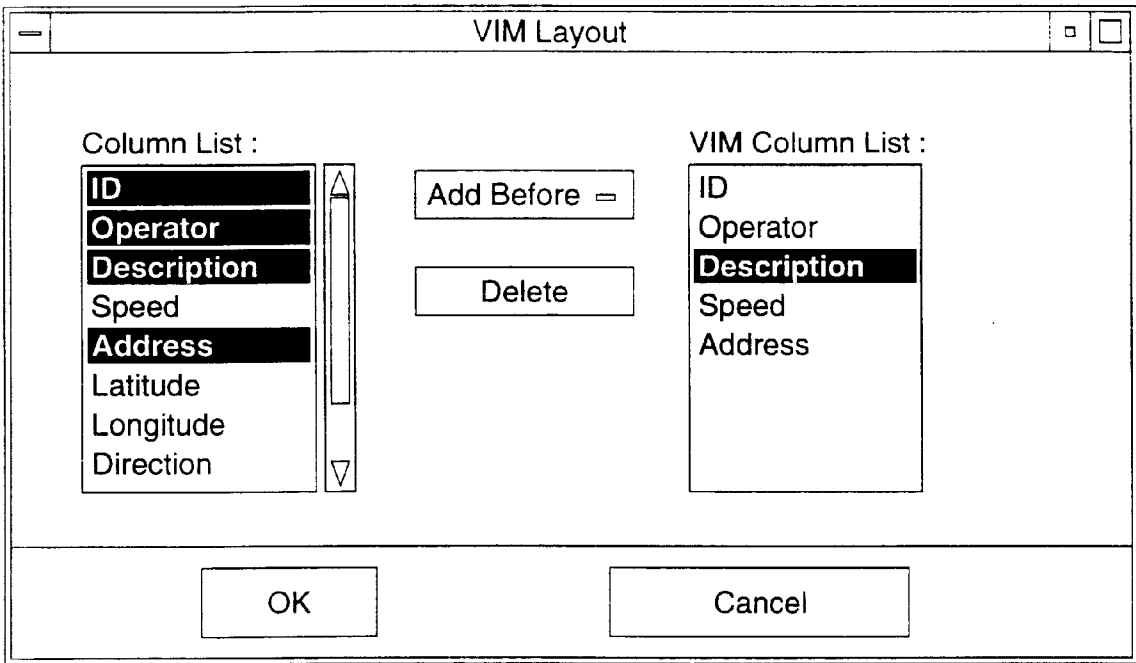 VIM Layout
Column List :
ID
Operator
Description
Speed
Address
Latitude
Longitude
Direction
Add Before
Delete
VIM Column List :
ID
Operator
Description
Speed
Address
OK
Cancel